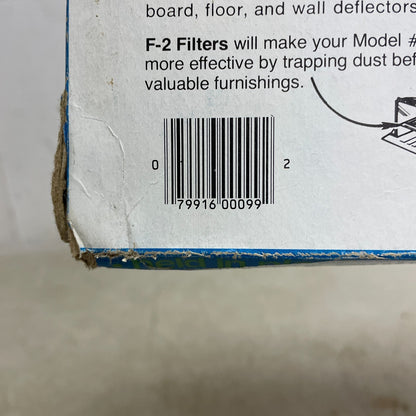 board, floor, and wall deflectors
F-2 Filters will make your Model #
more effective by trapping dust bef
valuable furnishings.
0 79916 00099 2